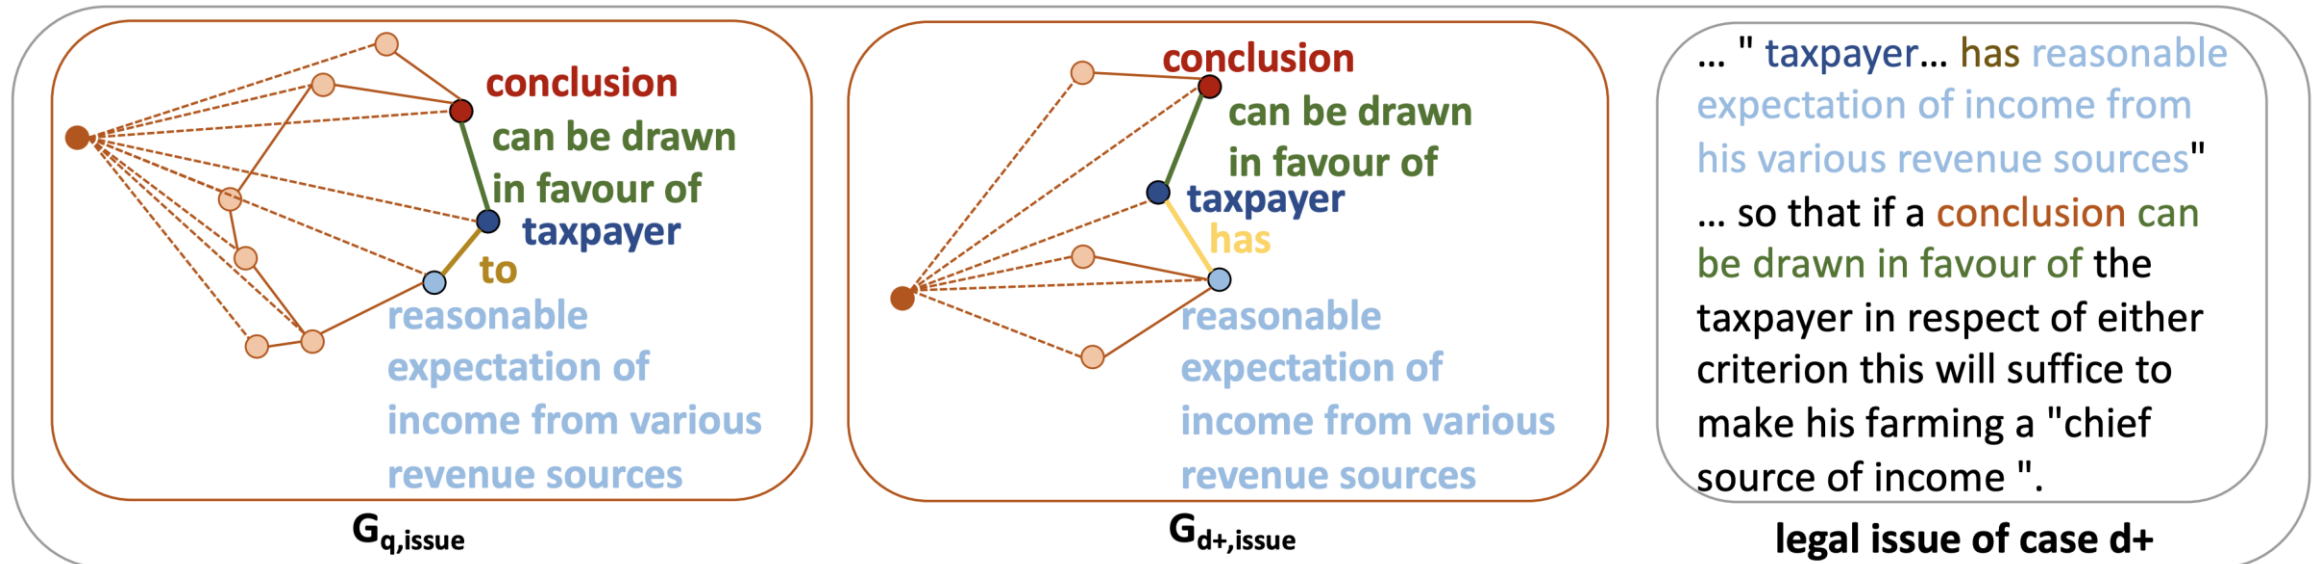 conclusion
can be drawn
in favour of
taxpayer
to
reasonable
expectation of
income from various
revenue sources
Gq,issue
conclusion
can be drawn
in favour of
taxpayer
has
reasonable
expectation of
income from various
revenue sources
Gd+,issue
... " taxpayer... has reasonable
expectation of income from
his various revenue sources"
... so that if a conclusion can
be drawn in favour of the
taxpayer in respect of either
criterion this will suffice to
make his farming a "chief
source of income ".
legal issue of case d+